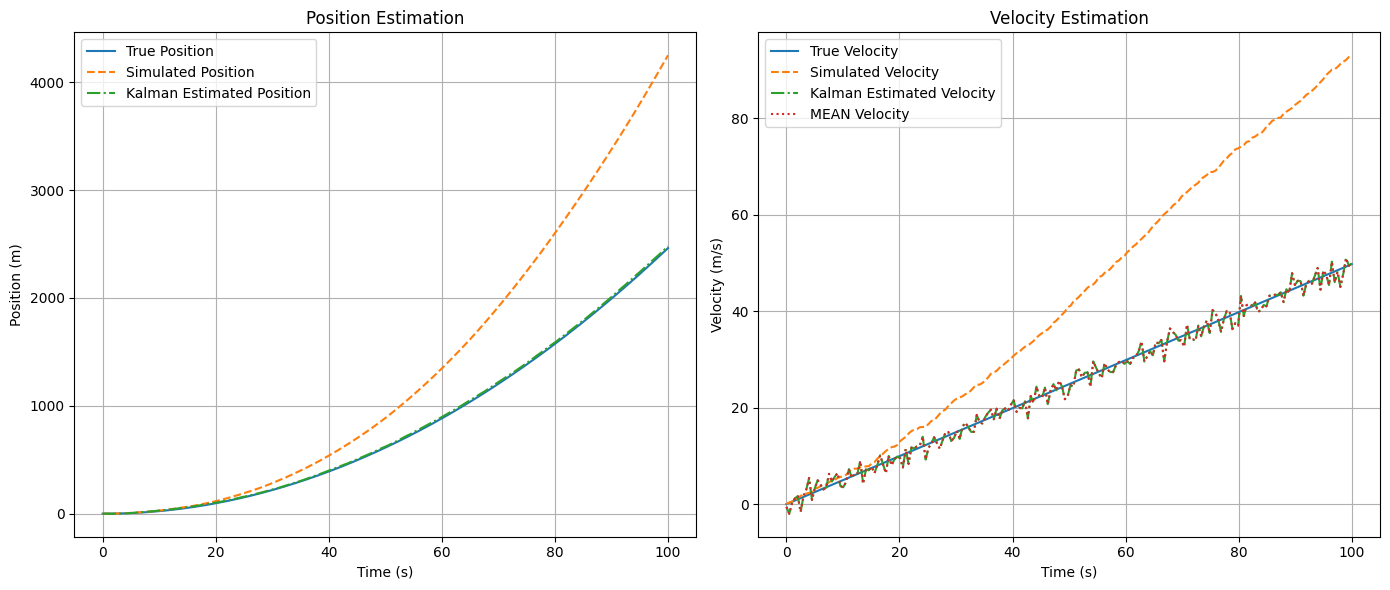 Position Estimation
True Position
Simulated Position
Kalman Estimated Position
4000
3000
2000
1000
0
Position (m)
0 20 40 60 80 100
Time (s)
Velocity Estimation
True Velocity
Simulated Velocity
Kalman Estimated Velocity
MEAN Velocity
80
60
40
20
0
Velocity (m/s)
0 20 40 60 80 100
Time (s)